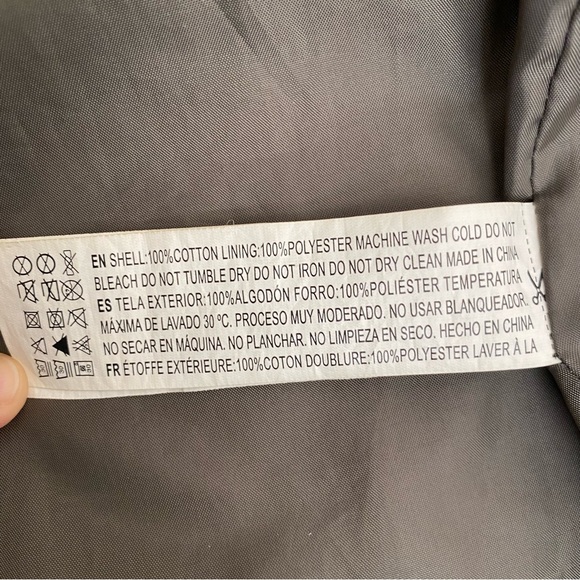 EN SHELL:100%COTTON LINING:100%POLYESTER MACHINE WASH COLD DO NOT
BLEACH DO NOT TUMBLE DRY DO NOT IRON DO NOT DRY CLEAN MADE IN CHINA
ES TELA EXTERIOR:100%ALGODÓN FORRO:100%POLIÉSTER TEMPERATURA
MÁXIMA DE LAVADO 30 ºC. PROCESO MUY MODERADO. NO USAR BLANQUEADOR.
NO SECAR EN MÁQUINA. NO PLANCHAR. NO LIMPIEZA EN SECO. HECHO EN CHINA
FR ÉTOFFE EXTÉRIEURE:100%COTON DOUBLURE:100%POLYESTER LAVER À LA